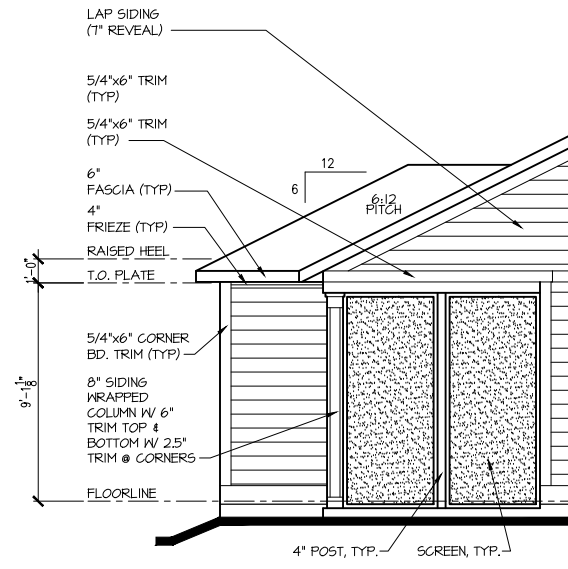 LAP SIDING
(7" REVEAL)
5/4"x6" TRIM
(TYP)
5/4"x6" TRIM
(TYP)
12
6
6"
FASCIA (TYP)
6:12
PITCH
4"
FRIEZE (TYP)
RAISED HEEL
1'-0"
T.O. PLATE
5/4"x6" CORNER
BD. TRIM (TYP)
9'-1 1/8"
8" SIDING
WRAPPED
COLUMN W/ 6"
TRIM TOP &
BOTTOM W/ 2.5"
TRIM @ CORNERS
FLOORLINE
4" POST, TYP.
SCREEN, TYP.